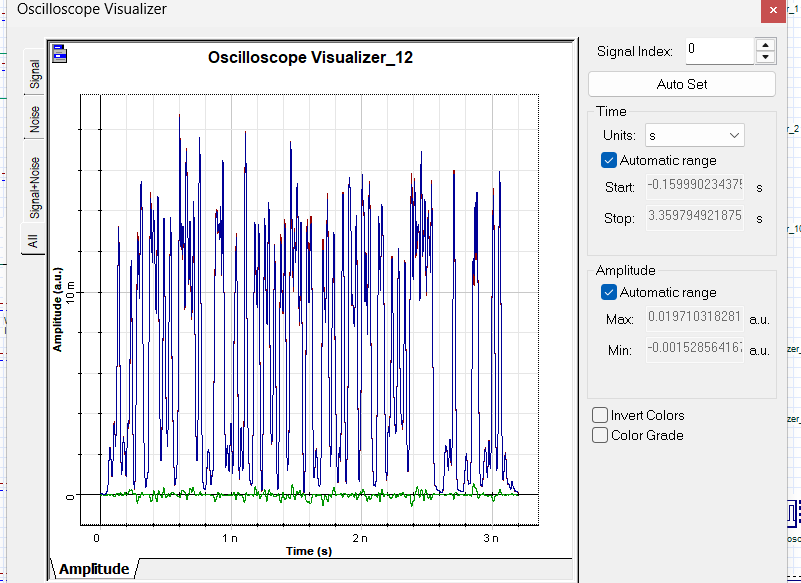 Oscilloscope Visualizer
Oscilloscope Visualizer_12
Signal
Noise
Signal+Noise
All
Amplitude (a.u.)
10 m
0
0
1 n
2 n
3 n
Time (s)
Amplitude
Signal Index:
0
Auto Set
Time
Units:
s
Automatic range
Start:
-0.15999023437
s
Stop:
3.359794921875
s
Amplitude
Automatic range
Max:
0.019710318281
a.u.
Min:
-0.00152856416
a.u.
Invert Colors
Color Grade